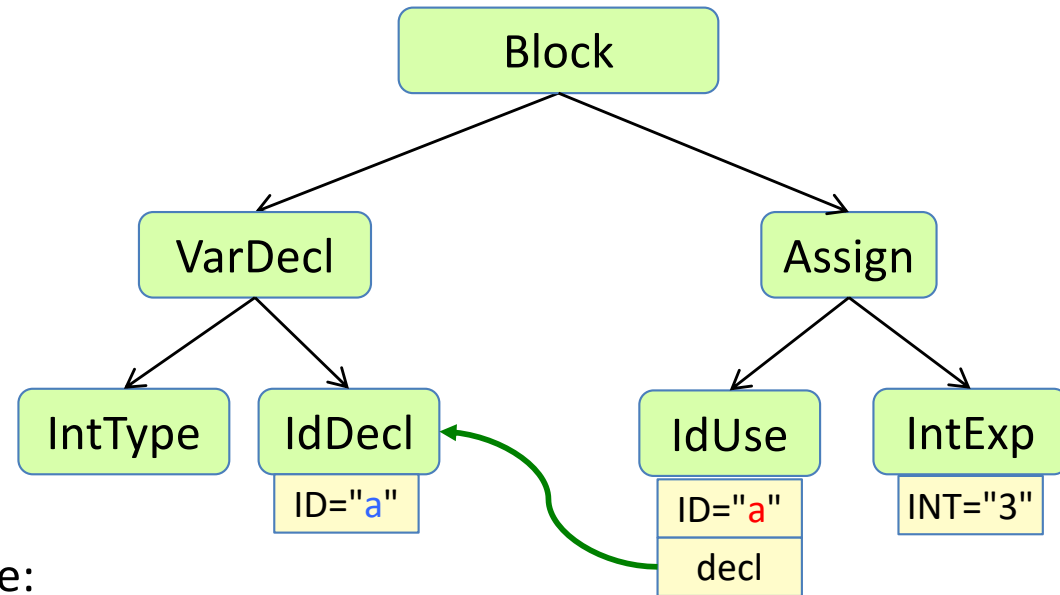 Block
VarDecl
Assign
IntType
IdDecl
IdUse
IntExp
ID="a"
ID="a"
INT="3"
decl
e: